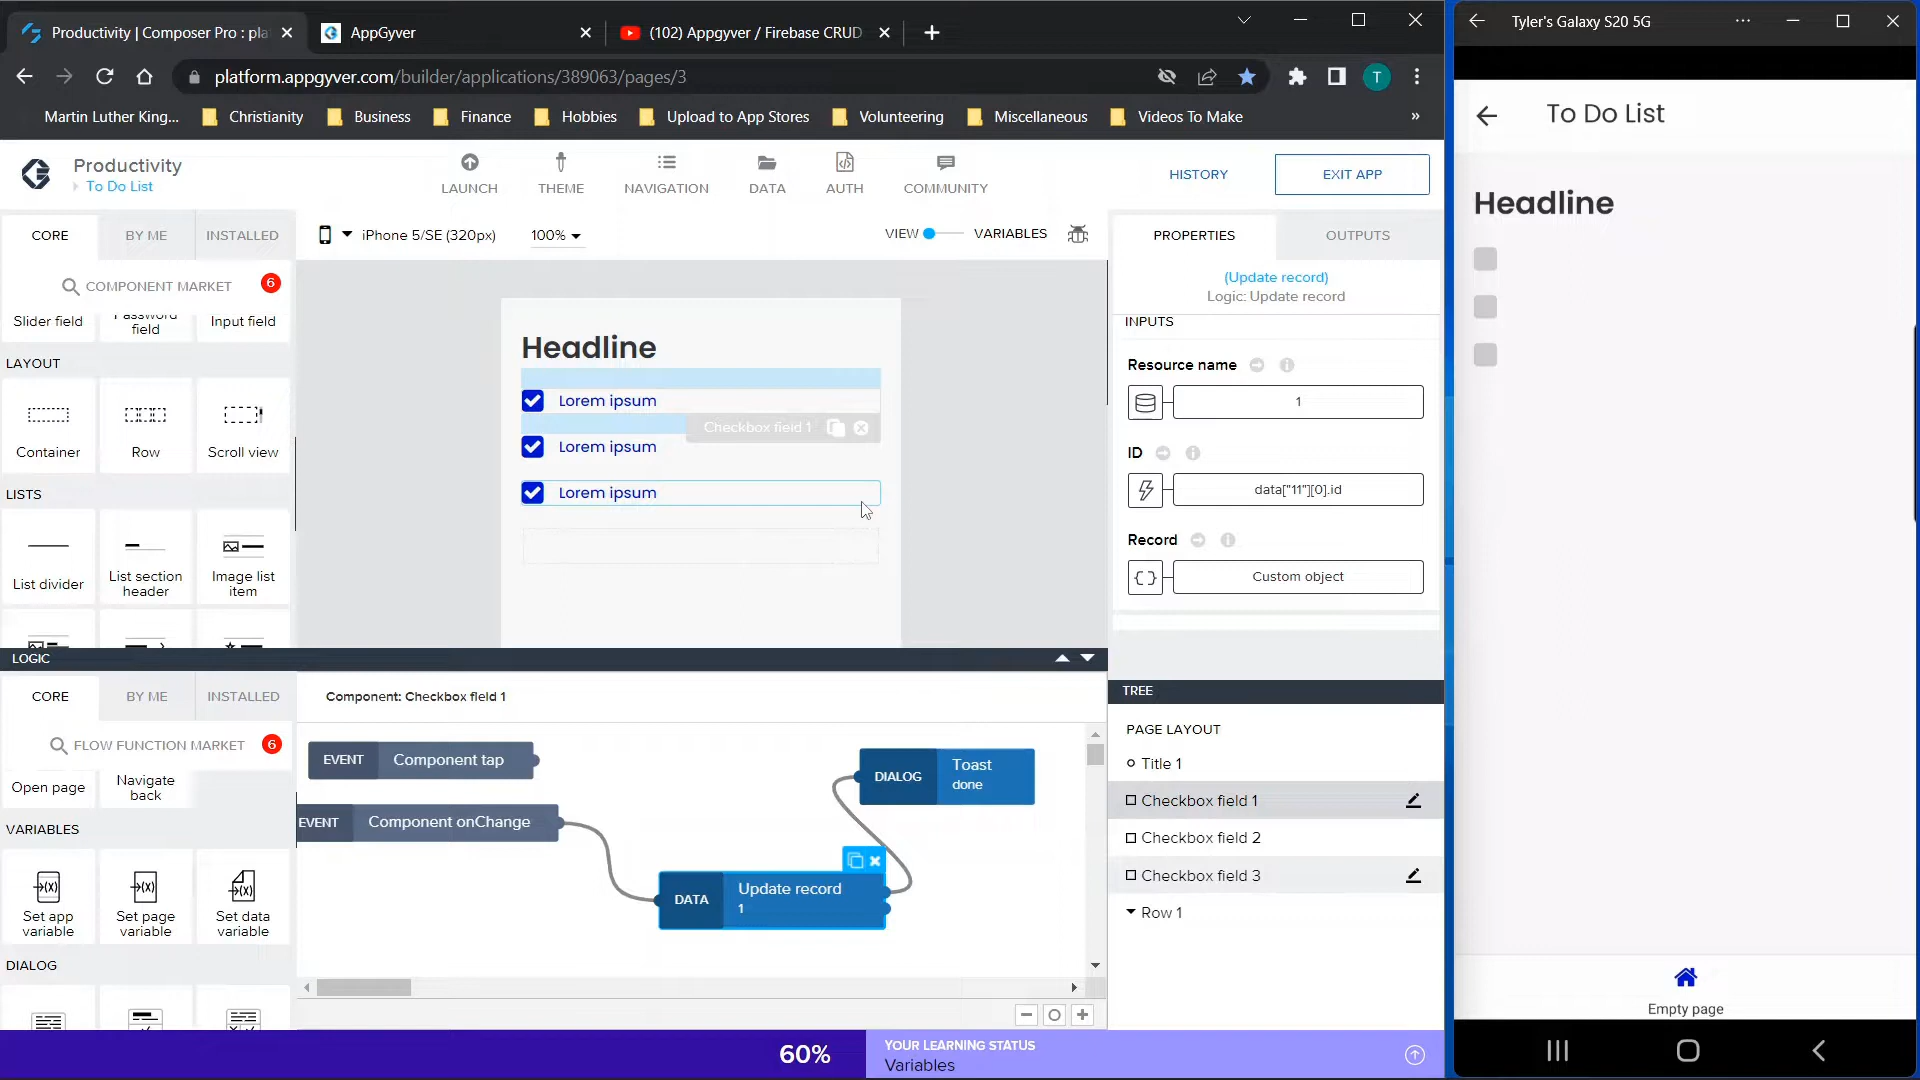 Productivity | Composer Pro : pla
AppGyver
(102) Appgyver / Firebase CRUD
platform.appgyver.com/builder/applications/389063/pages/3
T
Martin Luther King...
Christianity
Business
Finance
Hobbies
Upload to App Stores
Volunteering
Miscellaneous
Videos To Make
»
Productivity
To Do List
LAUNCH
THEME
NAVIGATION
DATA
AUTH
COMMUNITY
HISTORY
EXIT APP
CORE
BY ME
INSTALLED
iPhone 5/SE (320px)
100%
VIEW
VARIABLES
COMPONENT MARKET
6
Slider field
Password field
Input field
LAYOUT
Container
Row
Scroll view
LISTS
List divider
List section header
Image list item
Headline
Lorem ipsum
Checkbox field 1
Lorem ipsum
Lorem ipsum
PROPERTIES
OUTPUTS
(Update record)
Logic: Update record
INPUTS
Resource name
1
ID
data["11"][0].id
Record
Custom object
LOGIC
CORE
BY ME
INSTALLED
FLOW FUNCTION MARKET
6
Open page
Navigate back
VARIABLES
Set app variable
Set page variable
Set data variable
DIALOG
Component: Checkbox field 1
EVENT
Component tap
EVENT
Component onChange
DATA
Update record
1
DIALOG
Toast
done
TREE
PAGE LAYOUT
Title 1
Checkbox field 1
Checkbox field 2
Checkbox field 3
Row 1
60%
YOUR LEARNING STATUS
Variables
Tyler's Galaxy S20 5G
To Do List
Headline
Empty page